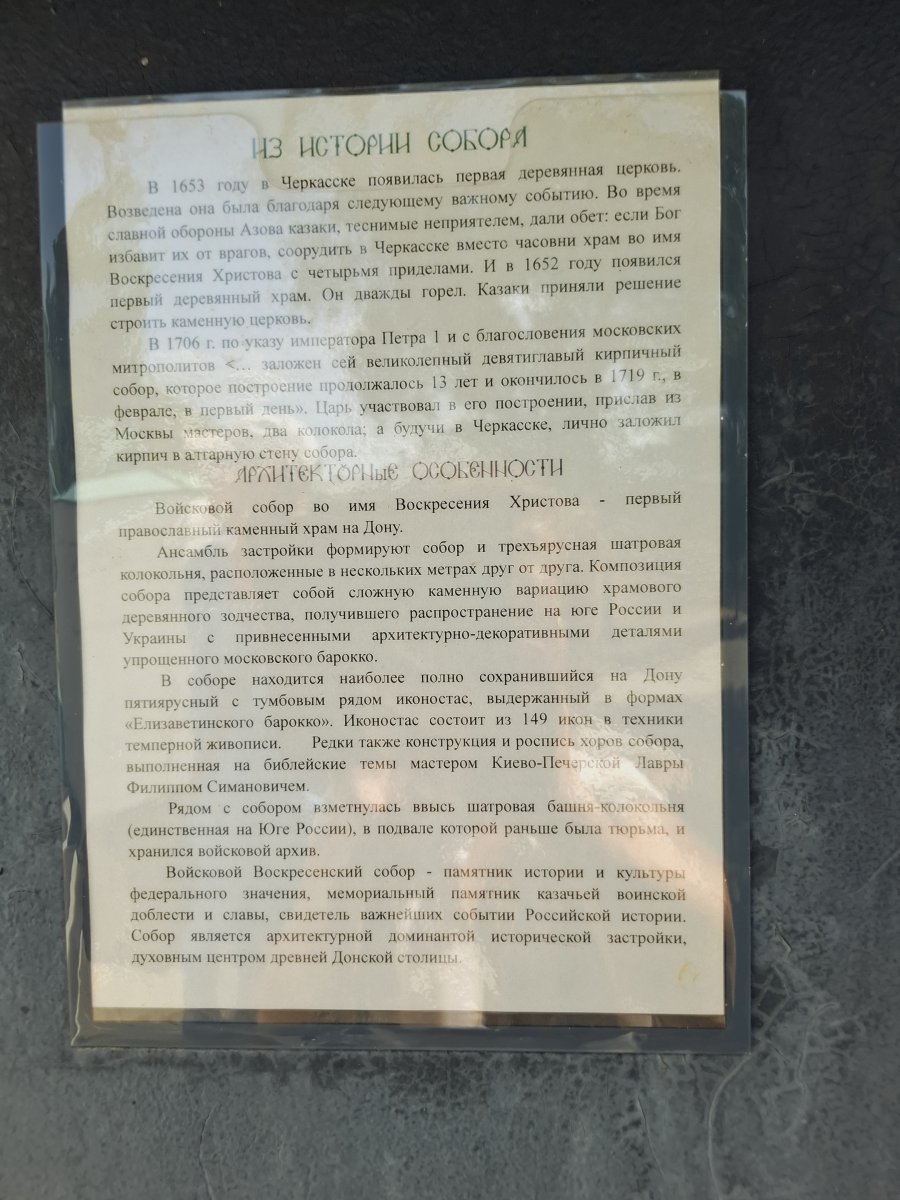 ИЗ ИСТОРИИ СОБОРА
В 1653 году в Черкасске появилась первая деревянная церковь.
Возведена она была благодаря следующему важному событию. Во время
славной обороны Азова казаки, теснимые неприятелем, дали обет: если Бог
избавит их от врагов, соорудить в Черкасске вместо часовни храм во имя
Воскресения Христова с четырьмя приделами. И в 1652 году появился
первый деревянный храм. Он дважды горел. Казаки приняли решение
строить каменную церковь.
В 1706 г. по указу императора Петра 1 и с благословения московских
митрополитов <... заложен сей великолепный девятиглавый кирпичный
собор, которое построение продолжалось 13 лет и окончилось в 1719 г., в
феврале, в первый день». Царь участвовал в его построении, прислав из
Москвы мастеров, два колокола; а будучи в Черкасске, лично заложил
кирпич в алтарную стену собора.
АРХИТЕКТОРНЫЕ ОСОБЕННОСТИ
Войсковой собор во имя Воскресения Христова - первый
православный каменный храм на Дону.
Ансамбль застройки формируют собор и трехъярусная шатровая
колокольня, расположенные в нескольких метрах друг от друга. Композиция
собора представляет собой сложную каменную вариацию храмового
деревянного зодчества, получившего распространение на юге России и
Украины с привнесенными архитектурно-декоративными деталями
упрощенного московского барокко.
В соборе находится наиболее полно сохранившийся на Дону
пятиярусный с тумбовым рядом иконостас, выдержанный в формах
«Елизаветинского барокко». Иконостас состоит из 149 икон в техники
темперной живописи. Редки также конструкция и роспись хоров собора,
выполненная на библейские темы мастером Киево-Печерской Лавры
Филиппом Симановичем.
Рядом с собором взметнулась ввысь шатровая башня-колокольня
(единственная на Юге России), в подвале которой раньше была тюрьма, и
хранился войсковой архив.
Войсковой Воскресенский собор - памятник истории и культуры
федерального значения, мемориальный памятник казачьей воинской
доблести и славы, свидетель важнейших событии Российской истории.
Собор является архитектурной доминантой исторической застройки,
духовным центром древней Донской столицы.